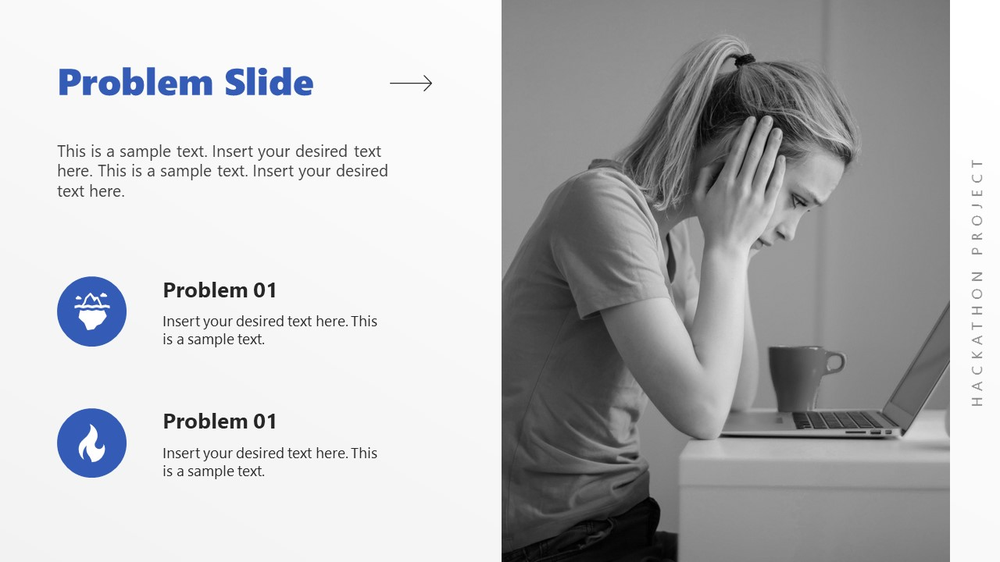 Problem Slide
This is a sample text. Insert your desired text
here. This is a sample text. Insert your desired
text here.
Problem 01
Insert your desired text here. This
is a sample text.
Problem 01
Insert your desired text here. This
is a sample text.
HACKATHON PROJECT